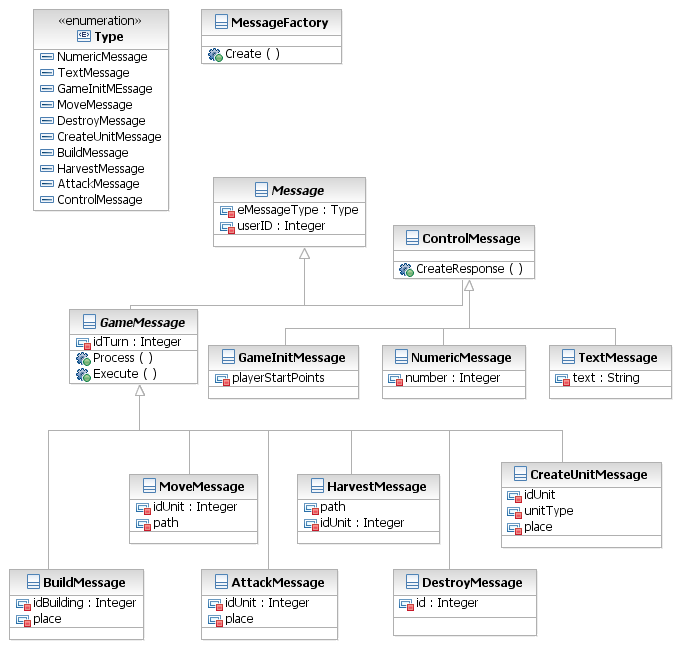 «enumeration»
Type
NumericMessage
TextMessage
GameInitMEssage
MoveMessage
DestroyMessage
CreateUnitMessage
BuildMessage
HarvestMessage
AttackMessage
ControlMessage
MessageFactory
Create ( )
Message
eMessageType : Type
userID : Integer
ControlMessage
CreateResponse ( )
GameMessage
idTurn : Integer
Process ( )
Execute ( )
GameInitMessage
playerStartPoints
NumericMessage
number : Integer
TextMessage
text : String
MoveMessage
idUnit : Integer
path
HarvestMessage
path
idUnit : Integer
CreateUnitMessage
idUnit
unitType
place
BuildMessage
idBuilding : Integer
place
AttackMessage
idUnit : Integer
place
DestroyMessage
id : Integer